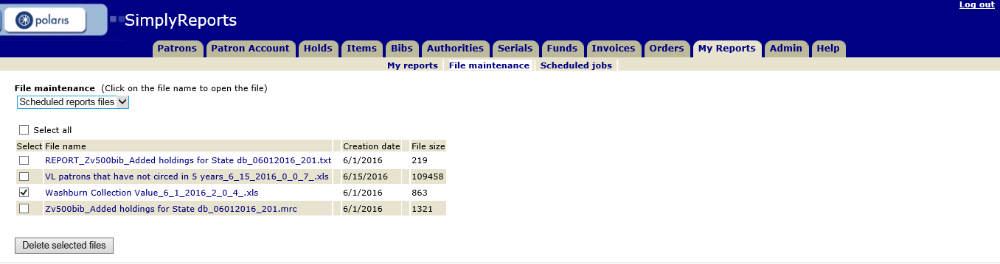 Log out
polaris
SimplyReports
Patrons Patron Account Holds Items Bibs Authorities Serials Funds Invoices Orders My Reports Admin Help
My reports File maintenance Scheduled jobs
File maintenance (Click on the file name to open the file)
Scheduled reports files
Select all
Select File name Creation date File size
REPORT_Zv500bib_Added holdings for State db_06012016_201.txt 6/1/2016 219
VL patrons that have not circed in 5 years_6_15_2016_0_0_7_.xls 6/15/2016 109458
Washburn Collection Value_6_1_2016_2_0_4_.xls 6/1/2016 863
Zv500bib_Added holdings for State db_06012016_201.mrc 6/1/2016 1321
Delete selected files